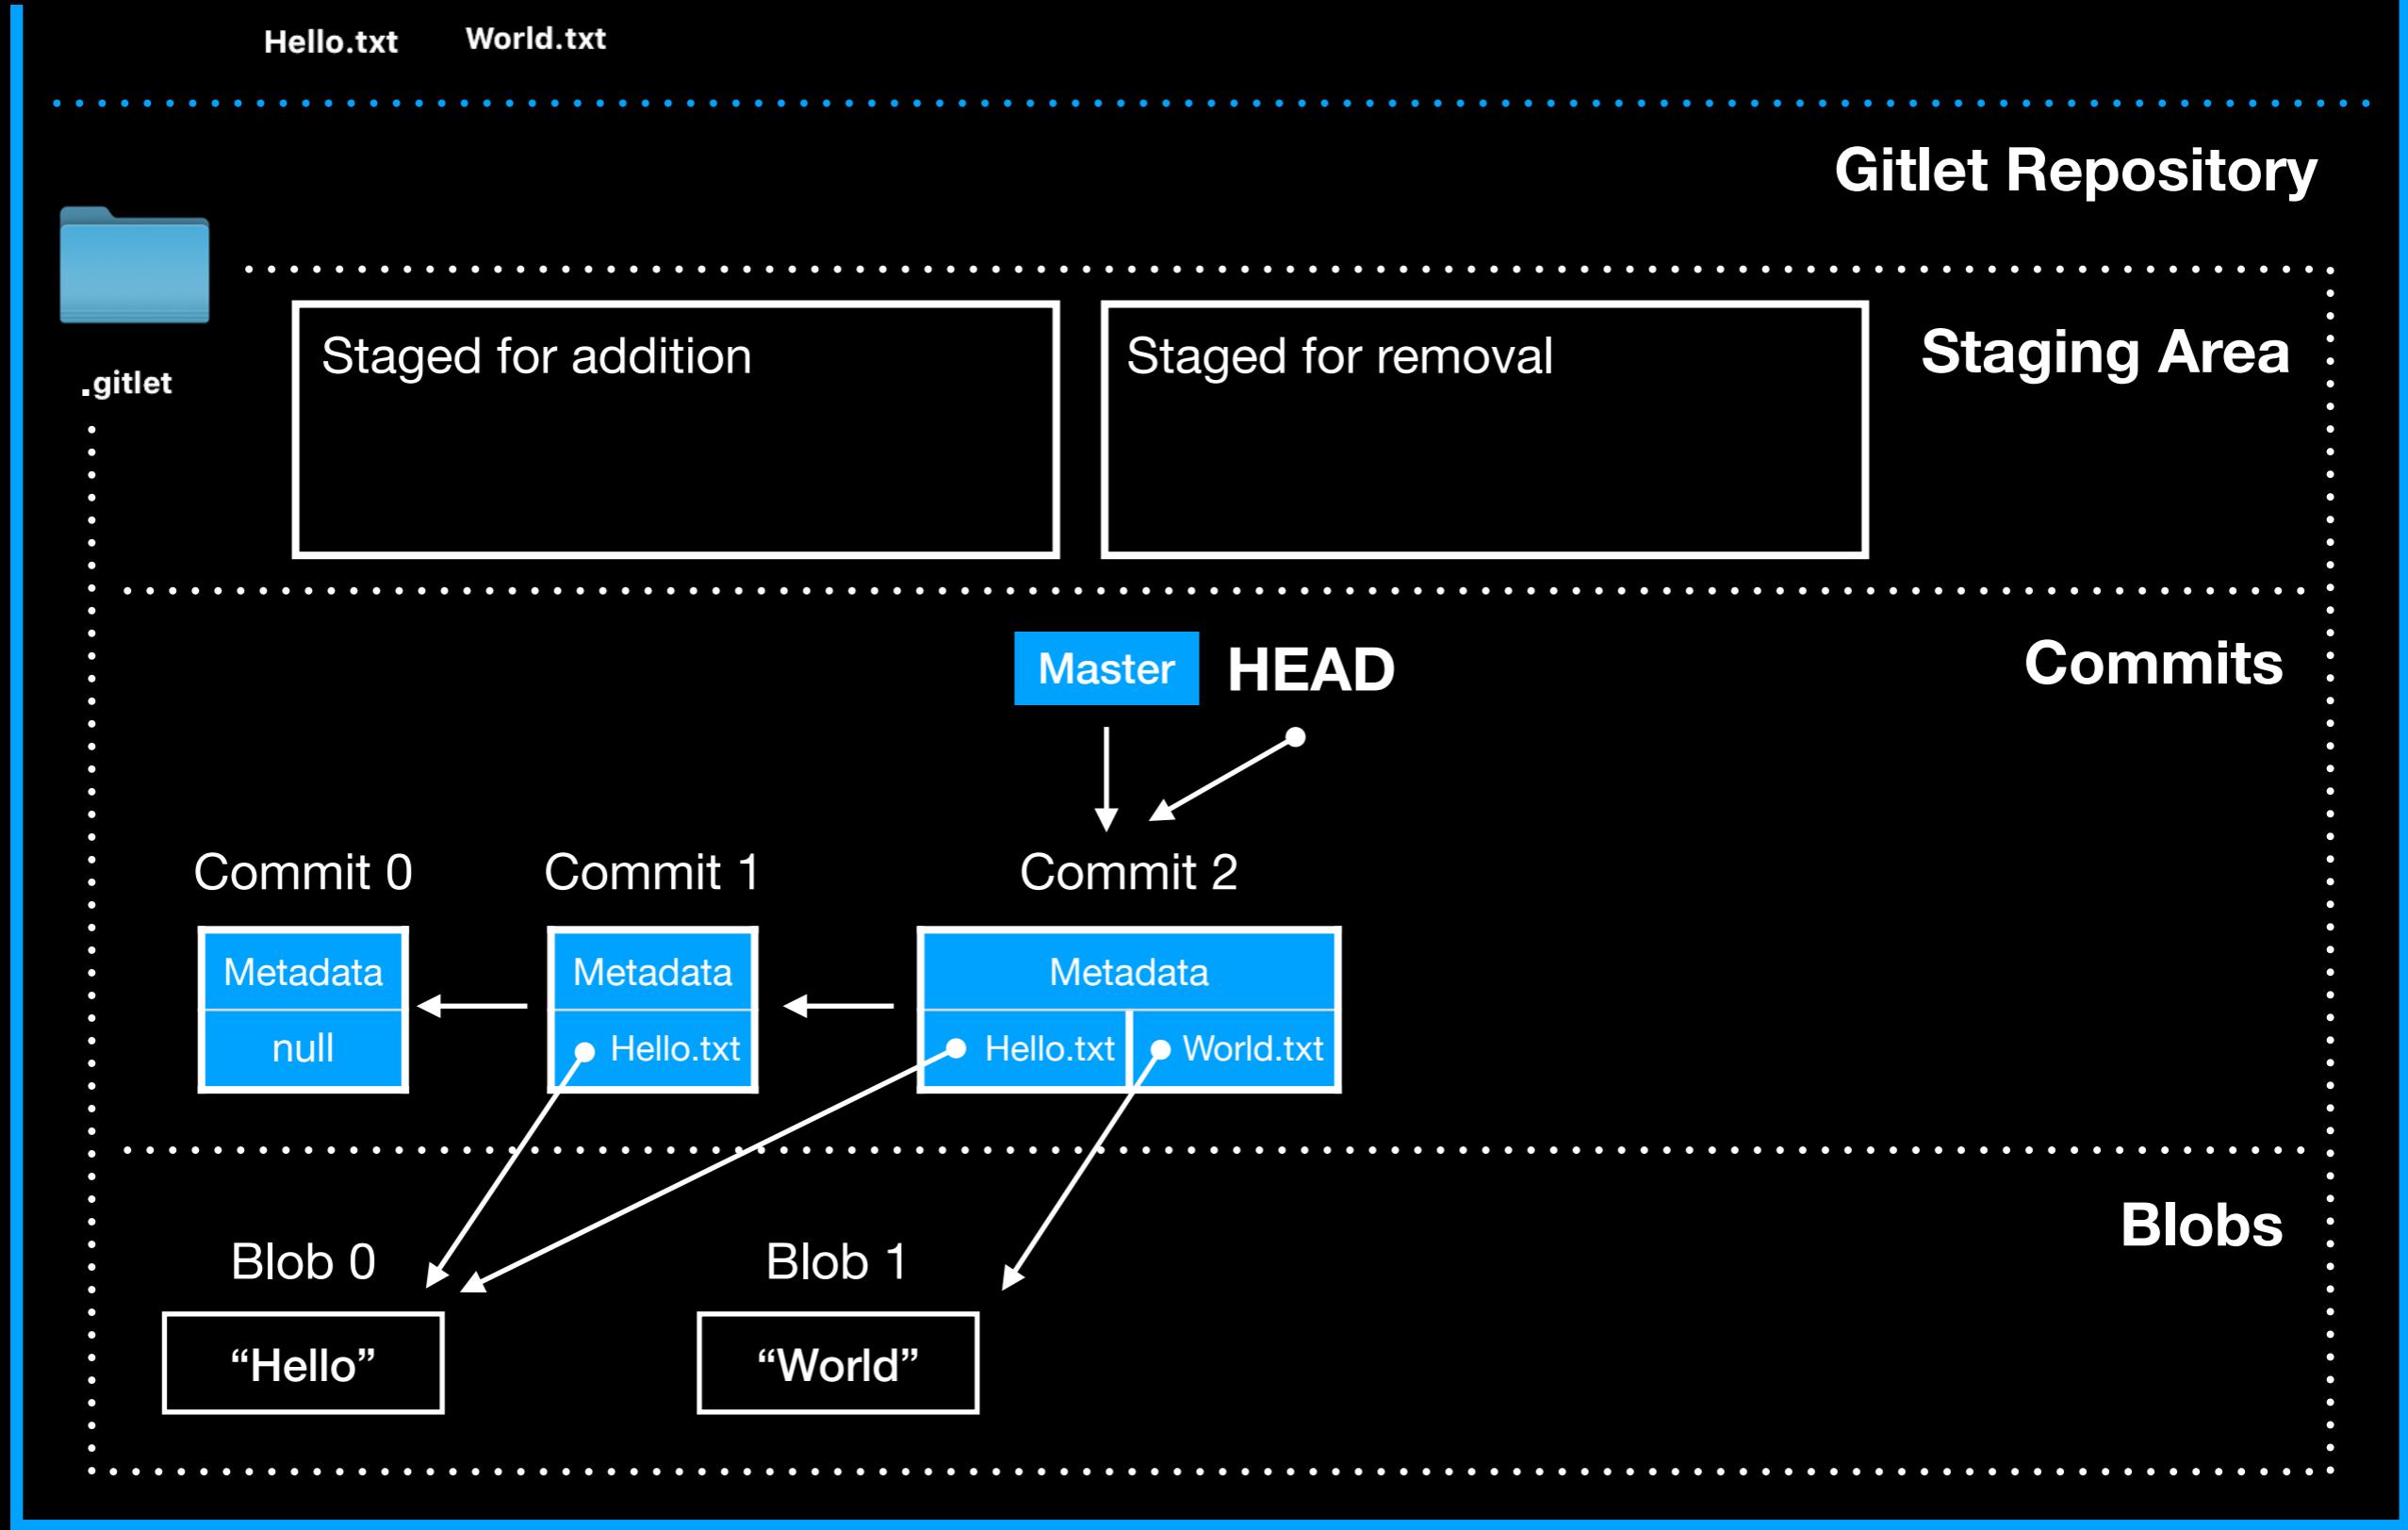 Hello.txt World.txt
Gitlet Repository
.gitlet
Staged for addition
Staged for removal
Staging Area
Master HEAD
Commits
Commit 0
Commit 1
Commit 2
Metadata
null
Metadata
Hello.txt
Metadata
Hello.txt
World.txt
Blobs
Blob 0
Blob 1
“Hello”
“World”